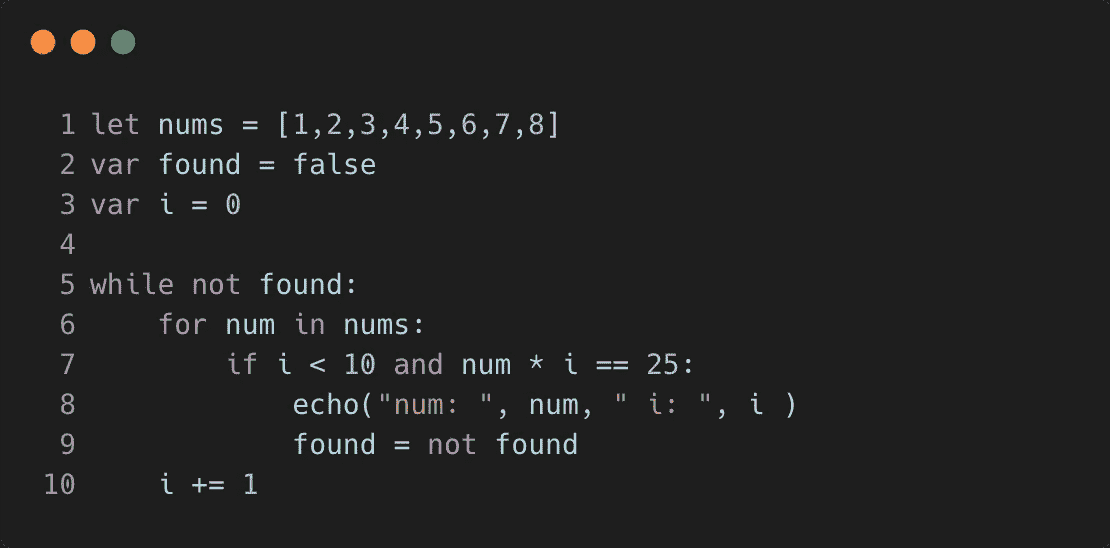 1 let nums = [1,2,3,4,5,6,7,8]
2 var found = false
3 var i = 0
4
5 while not found:
6     for num in nums:
7         if i < 10 and num * i == 25:
8             echo("num: ", num, " i: ", i )
9             found = not found
10     i += 1